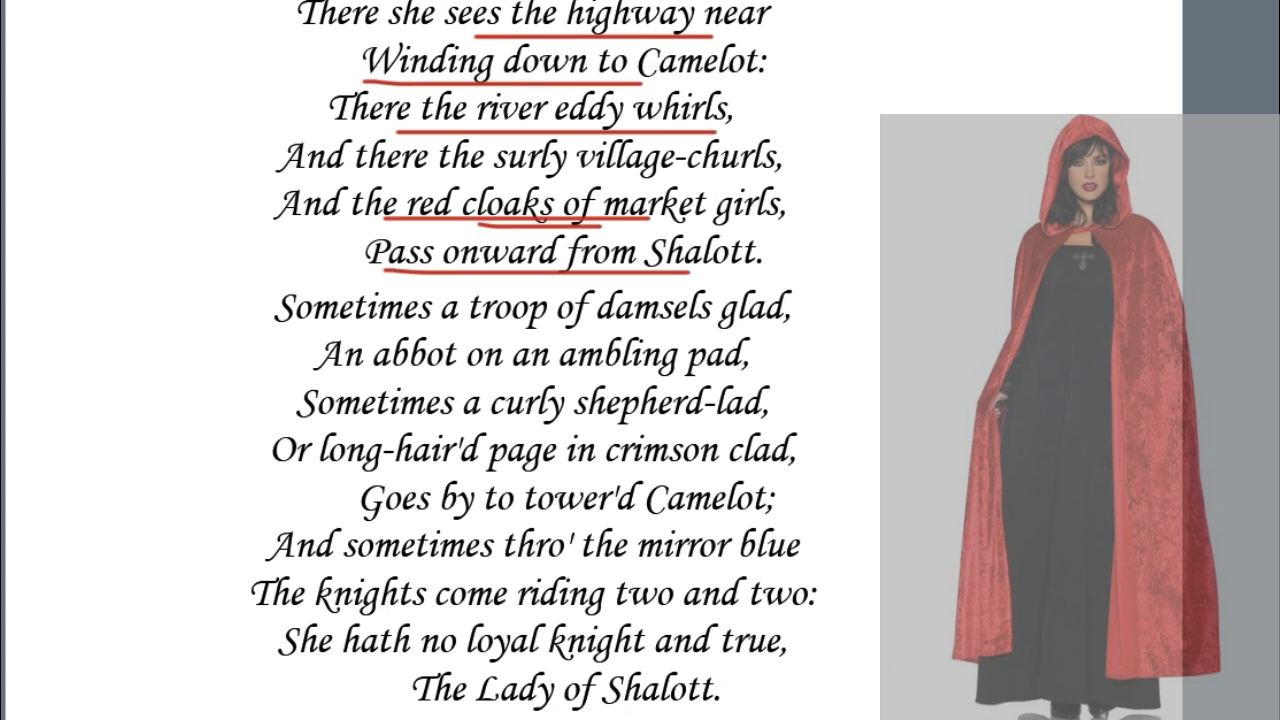 There she sees the highway near
Winding down to Camelot:
There the river eddy whirls,
And there the surly village-churls,
And the red cloaks of market girls,
Pass onward from Shalott.
Sometimes a troop of damsels glad,
An abbot on an ambling pad,
Sometimes a curly shepherd-lad,
Or long-hair'd page in crimson clad,
Goes by to tower'd Camelot;
And sometimes thro' the mirror blue
The knights come riding two and two:
She hath no loyal knight and true,
The Lady of Shalott.